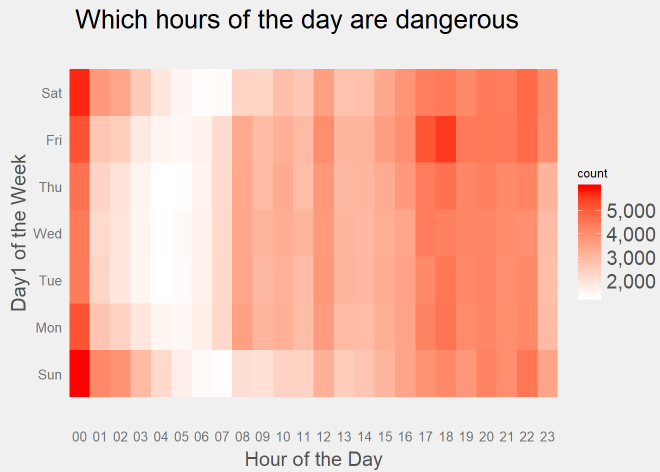 Which hours of the day are dangerous
Sat
Fri
Thu
Wed
Tue
Mon
Sun
Day1 of the Week
00 01 02 03 04 05 06 07 08 09 10 11 12 13 14 15 16 17 18 19 20 21 22 23
Hour of the Day
count
5,000
4,000
3,000
2,000